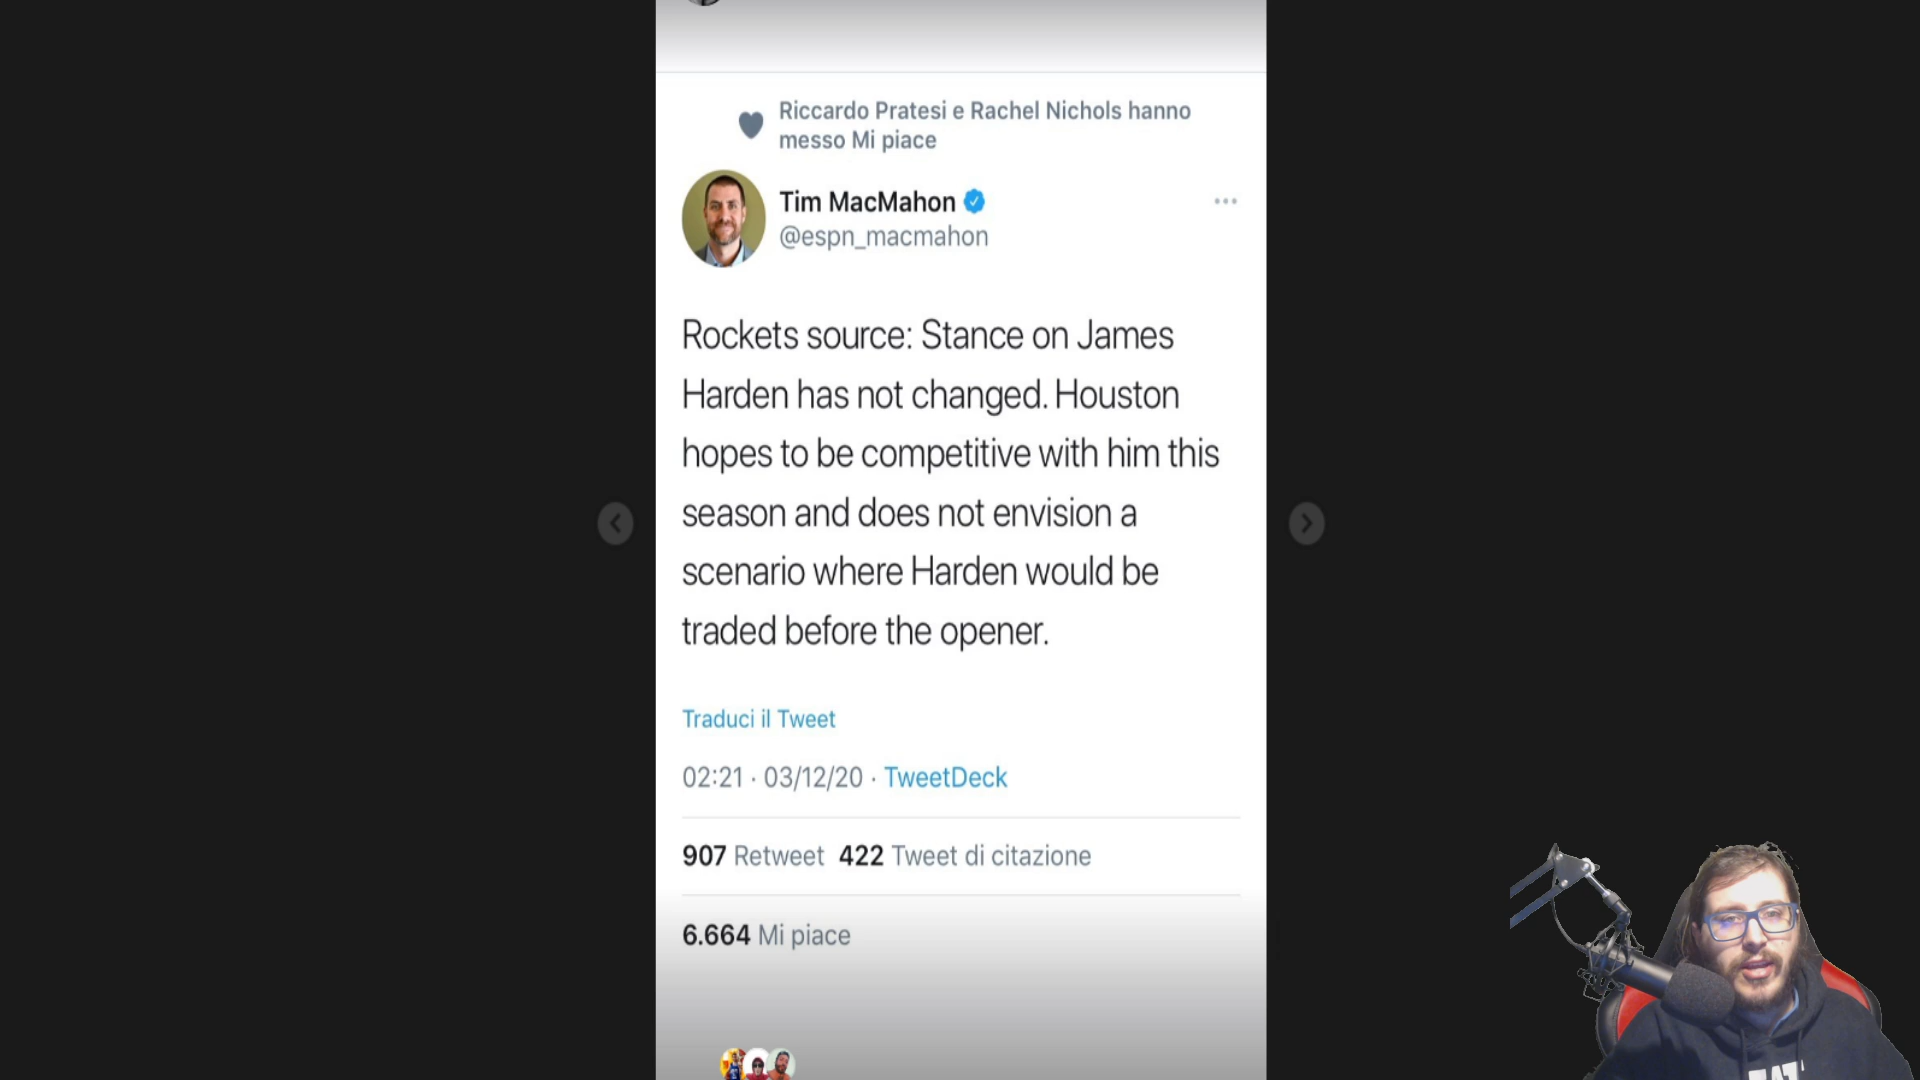 Riccardo Pratesi e Rachel Nichols hanno
messo Mi piace
Tim MacMahon
@espn_macmahon
Rockets source: Stance on James
Harden has not changed. Houston
hopes to be competitive with him this
season and does not envision a
scenario where Harden would be
traded before the opener.
Traduci il Tweet
02:21 · 03/12/20 · TweetDeck
907 Retweet 422 Tweet di citazione
6.664 Mi piace